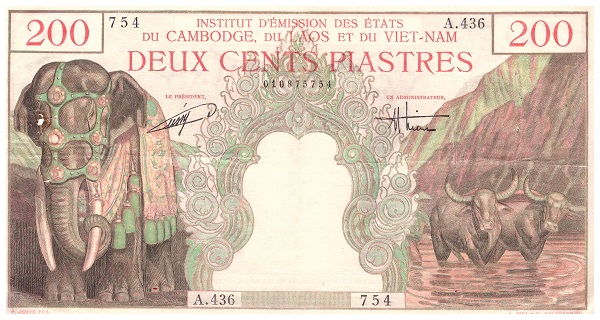 200 754 INSTITUT D'ÉMISSION DES ÉTATS A.436 200
DU CAMBODGE, DU LAOS ET DU VIET-NAM
DEUX CENTS PIASTRES
010875754
LE PRÉSIDENT, UN ADMINISTRATEUR,
A.436 754